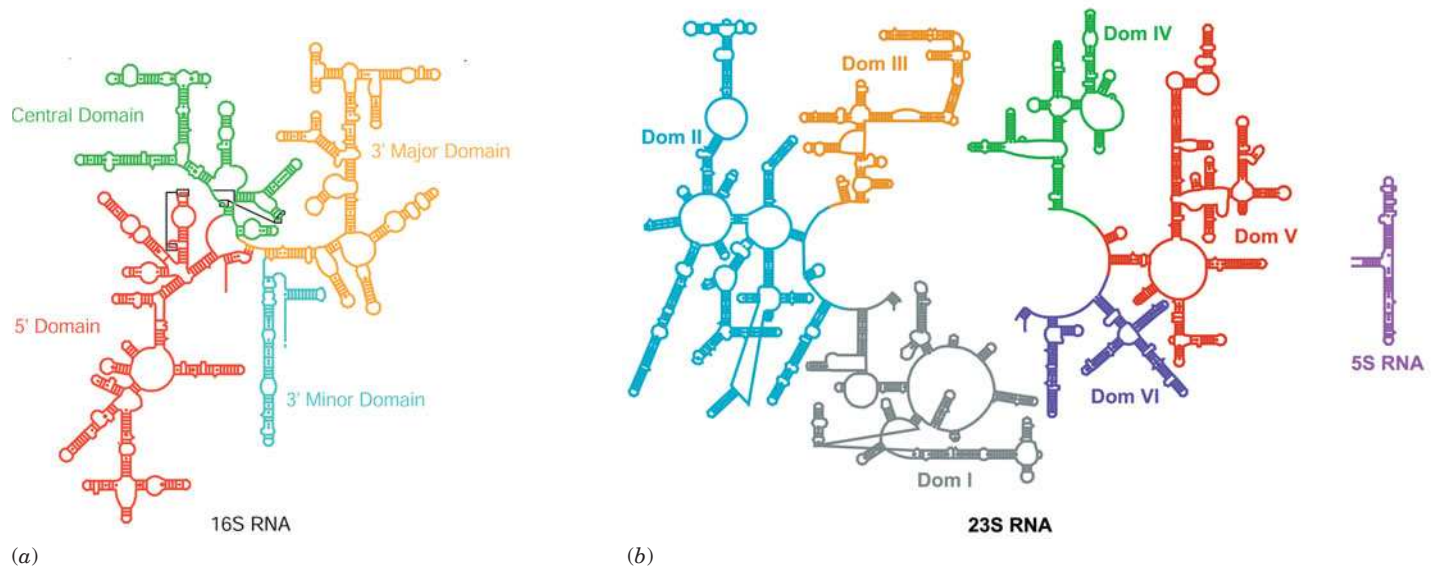 Central Domain
3' Major Domain
5' Domain
3' Minor Domain
16S RNA
(a)
Dom II
Dom III
Dom IV
Dom V
Dom VI
Dom I
5S RNA
23S RNA
(b)